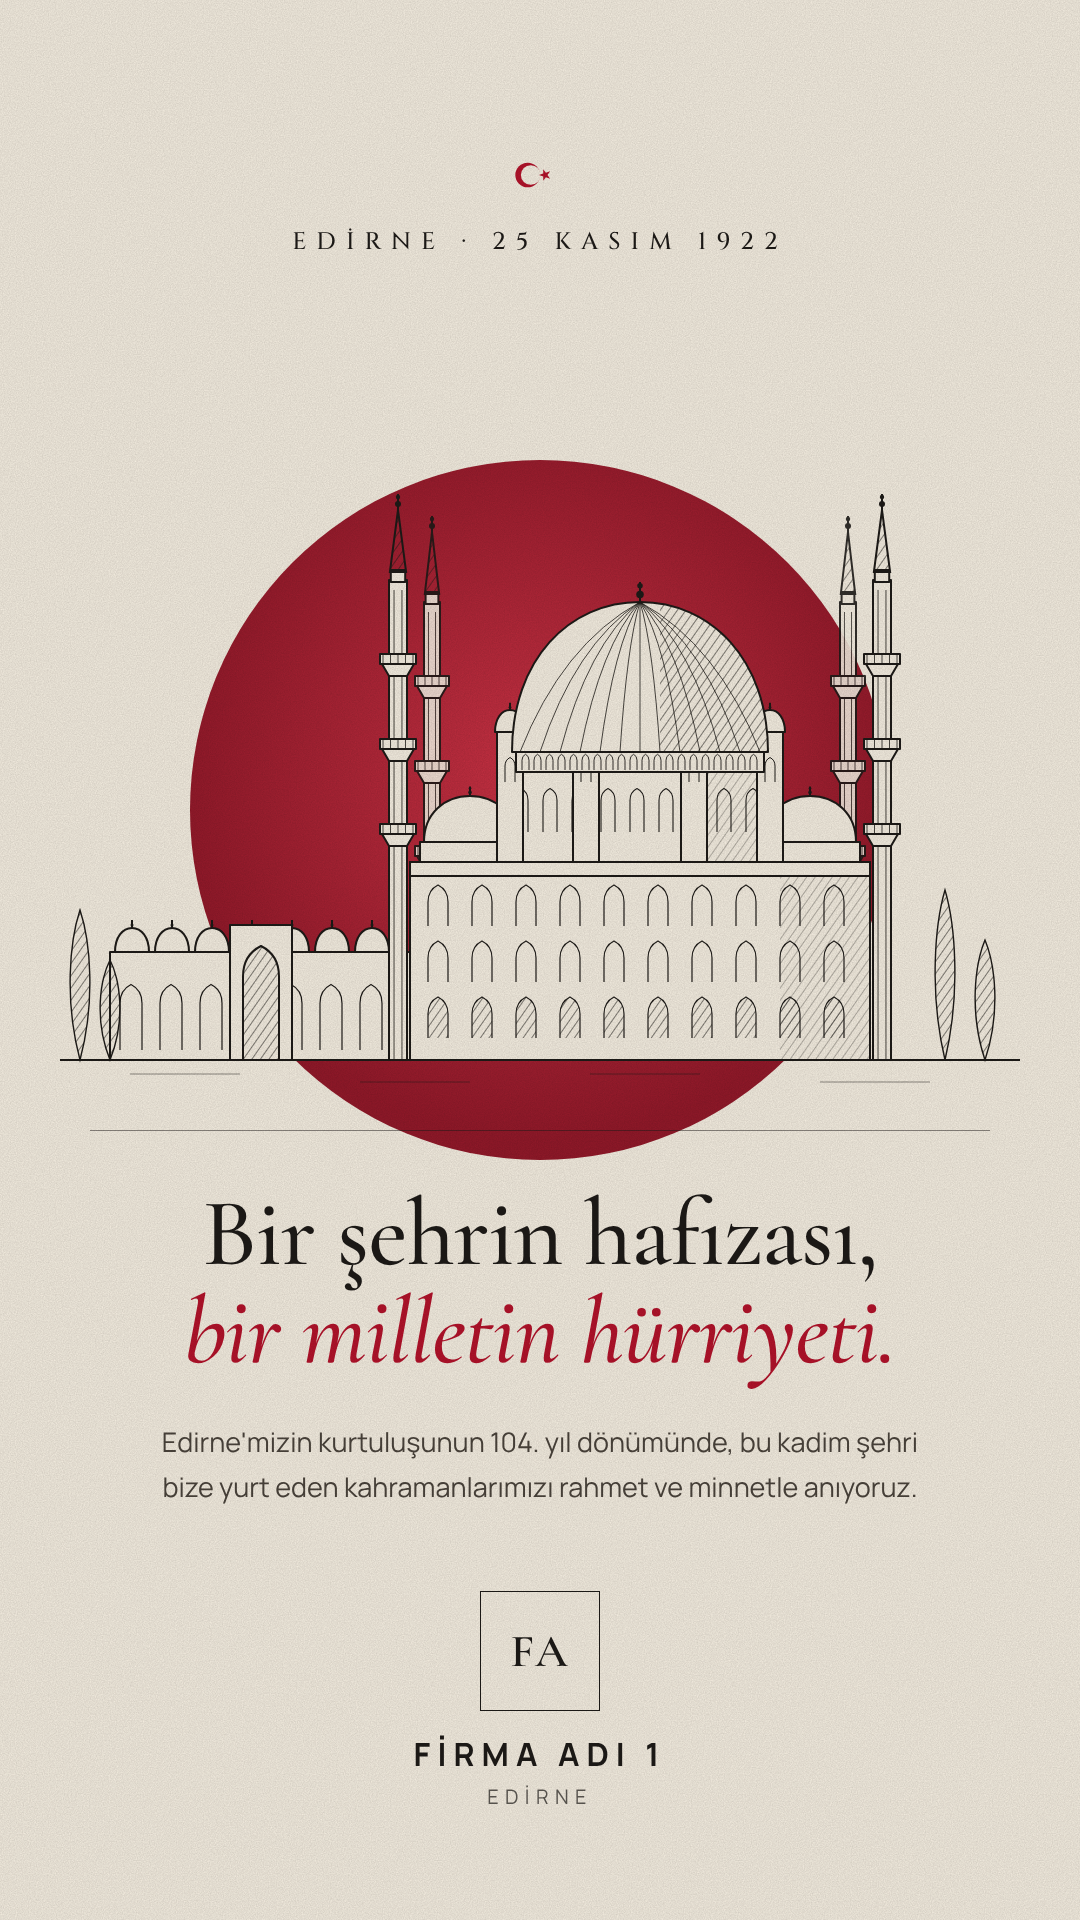 EDİRNE · 25 KASIM 1922
Bir şehrin hafızası,
bir milletin hürriyeti.
Edirne'mizin kurtuluşunun 104. yıl dönümünde, bu kadim şehri
bize yurt eden kahramanlarımızı rahmet ve minnetle anıyoruz.
FA
FİRMA ADI 1
EDİRNE